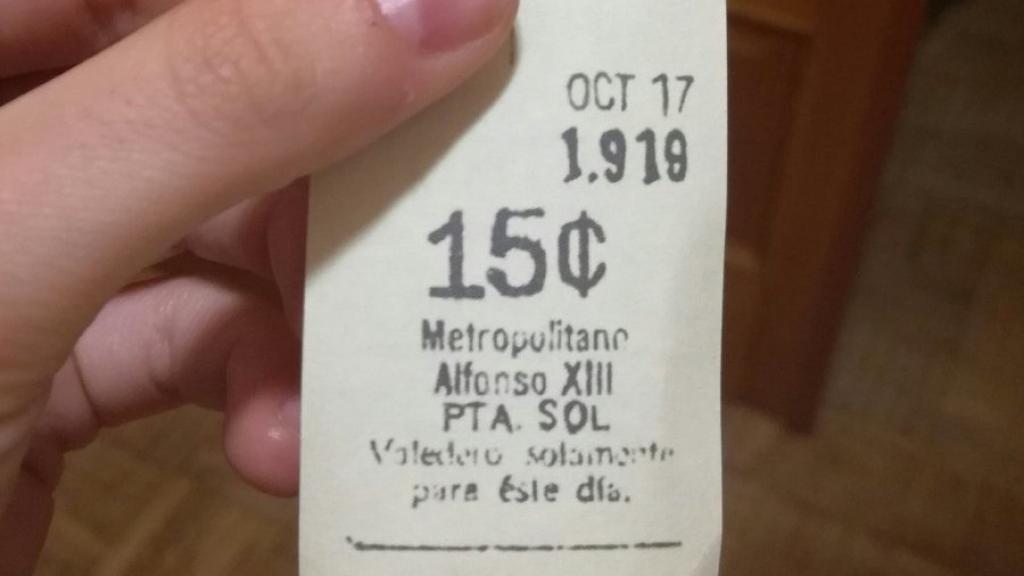 OCT 17
1.919
15¢
Metropolitano
Alfonso XIII
PTA. SOL
Valedero solamente
para éste día.